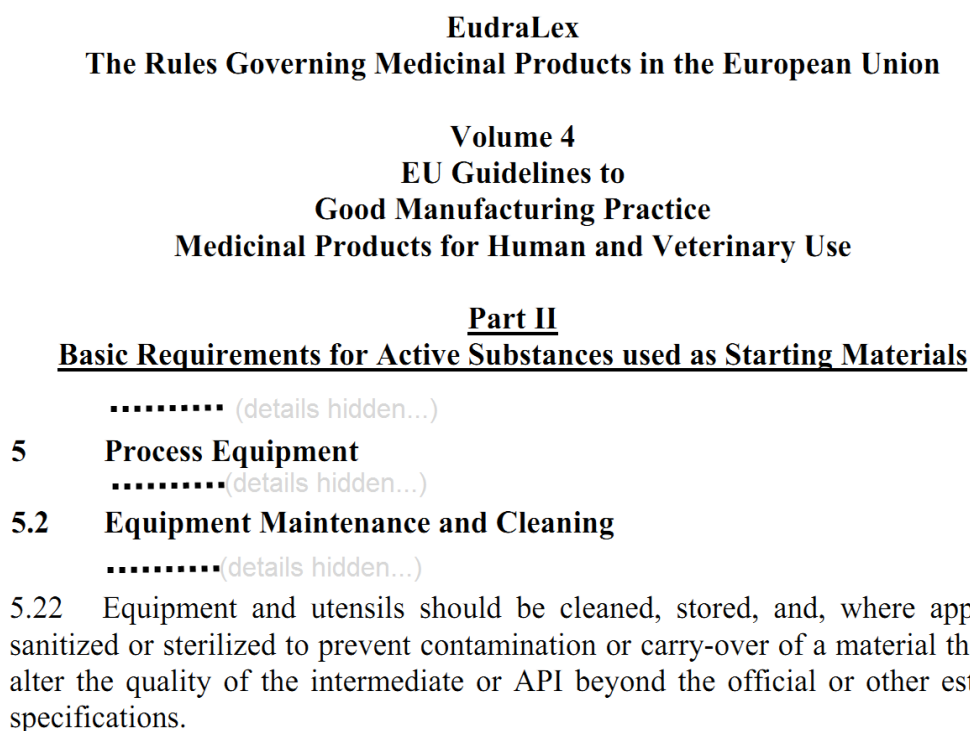 EudraLex
The Rules Governing Medicinal Products in the European Union
Volume 4
EU Guidelines to
Good Manufacturing Practice
Medicinal Products for Human and Veterinary Use
Part II
Basic Requirements for Active Substances used as Starting Materials
.......... (details hidden...)
5 Process Equipment
..........(details hidden...)
5.2 Equipment Maintenance and Cleaning
..........(details hidden...)
5.22 Equipment and utensils should be cleaned, stored, and, where app
sanitized or sterilized to prevent contamination or carry-over of a material th
alter the quality of the intermediate or API beyond the official or other est
specifications.